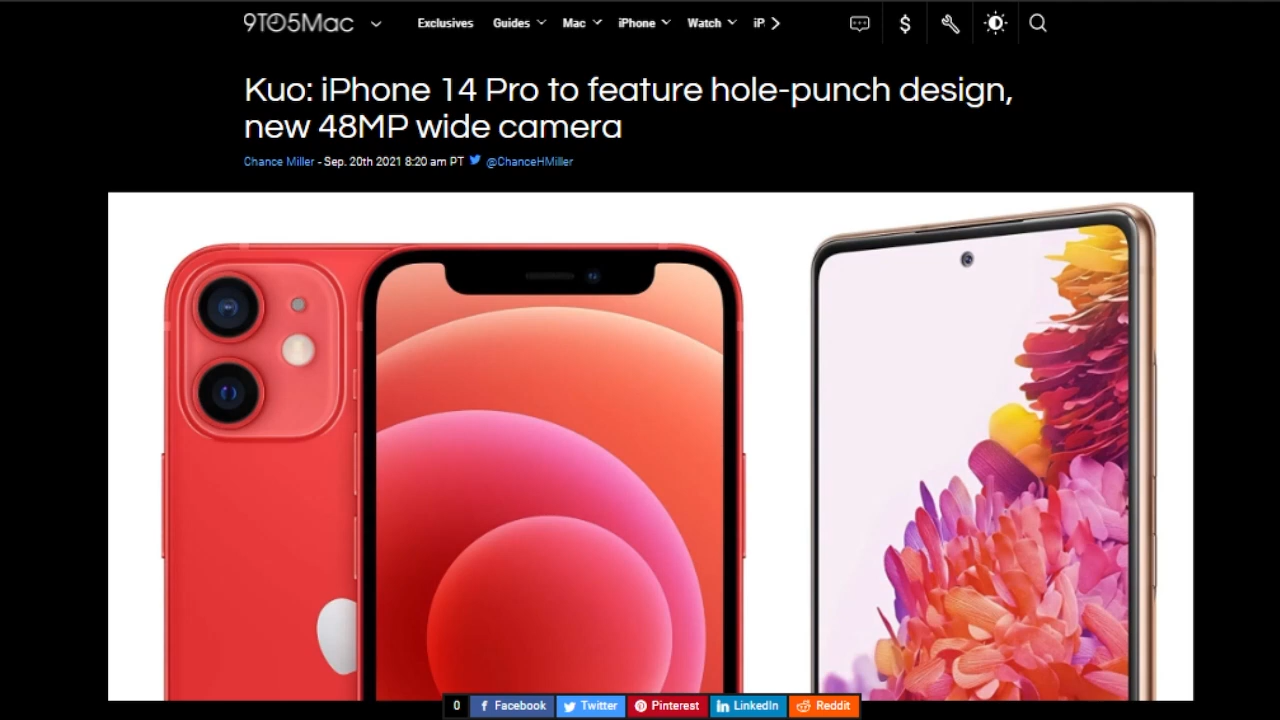 9TO5Mac
Exclusives Guides Mac iPhone Watch iP
Kuo: iPhone 14 Pro to feature hole-punch design,
new 48MP wide camera
Chance Miller - Sep. 20th 2021 8:20 am PT @ChanceHMiller
0 Facebook Twitter Pinterest LinkedIn Reddit